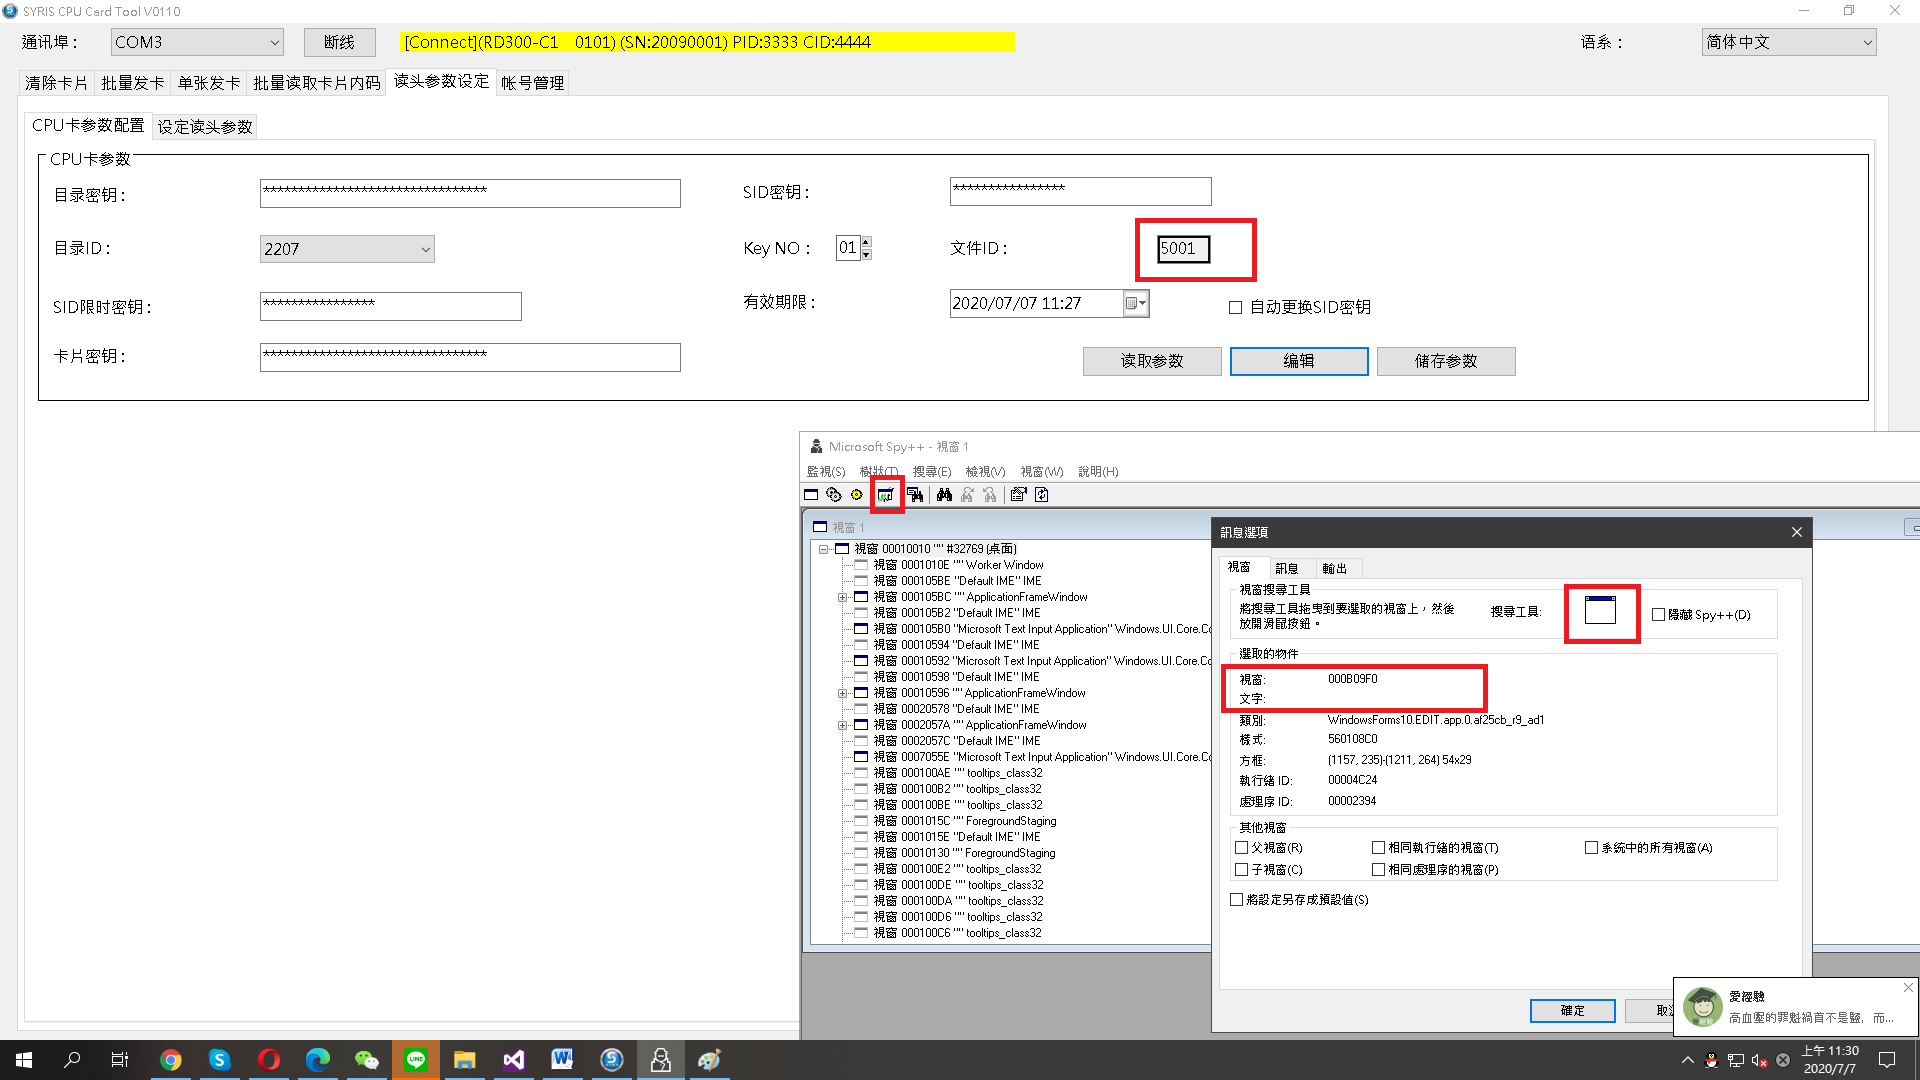 SYRIS CPU Card Tool V0110
通讯埠： COM3 断线 [Connect](RD300-C1 0101) (SN:20090001) PID:3333 CID:4444 语系： 简体中文
清除卡片 批量发卡 单张发卡 批量读取卡片内码 读头参数设定 帐号管理
CPU卡参数配置 设定读头参数
CPU卡参数
目录密钥： ******************************** SID密钥： ****************
目录ID： 2207 Key NO： 01 文件ID： 5001
SID限时密钥： **************** 有效期限： 2020/07/07 11:27 自动更换SID密钥
卡片密钥： ********************************
读取参数 编辑 储存参数
Microsoft Spy++ - 視窗 1
監視(S) 樹狀(T) 搜尋(E) 檢視(V) 視窗(W) 說明(H)
視窗 1
視窗 00010010 "" #32769 (桌面)
視窗 0001010E "" Worker Window
視窗 000105BE "Default IME" IME
視窗 000105BC "" ApplicationFrameWindow
視窗 000105B2 "Default IME" IME
視窗 000105B0 "Microsoft Text Input Application" Windows.UI.Core.Co
視窗 00010594 "Default IME" IME
視窗 00010592 "Microsoft Text Input Application" Windows.UI.Core.Co
視窗 00010598 "Default IME" IME
視窗 00010596 "" ApplicationFrameWindow
視窗 00020578 "Default IME" IME
視窗 0002057A "" ApplicationFrameWindow
視窗 0002057C "Default IME" IME
視窗 0007055E "Microsoft Text Input Application" Windows.UI.Core.Co
視窗 000100AE "" tooltips_class32
視窗 000100B2 "" tooltips_class32
視窗 000100BE "" tooltips_class32
視窗 0001015C "" ForegroundStaging
視窗 0001015E "Default IME" IME
視窗 00010130 "" ForegroundStaging
視窗 000100E2 "" tooltips_class32
視窗 000100DE "" tooltips_class32
視窗 000100DA "" tooltips_class32
視窗 000100D6 "" tooltips_class32
視窗 000100C6 "" tooltips_class32
訊息選項
視窗 訊息 輸出
視窗搜尋工具
將搜尋工具拖曳到要選取的視窗上，然後
放開滑鼠按鈕。
搜尋工具: 隱藏 Spy++(D)
選取的物件
視窗: 000B09F0
文字:
類別: WindowsForms10.EDIT.app.0.af25cb_r9_ad1
樣式: 560108C0
方框: (1157, 235)-(1211, 264) 54x29
執行緒 ID: 00004C24
處理序 ID: 00002394
其他視窗
父視窗(R) 相同執行緒的視窗(T) 系統中的所有視窗(A)
子視窗(C) 相同處理序的視窗(P)
將設定另存成預設值(S)
確定
愛經驗
高血壓的罪魁禍首不是鹽，而...
LINE
上午 11:30
2020/7/7